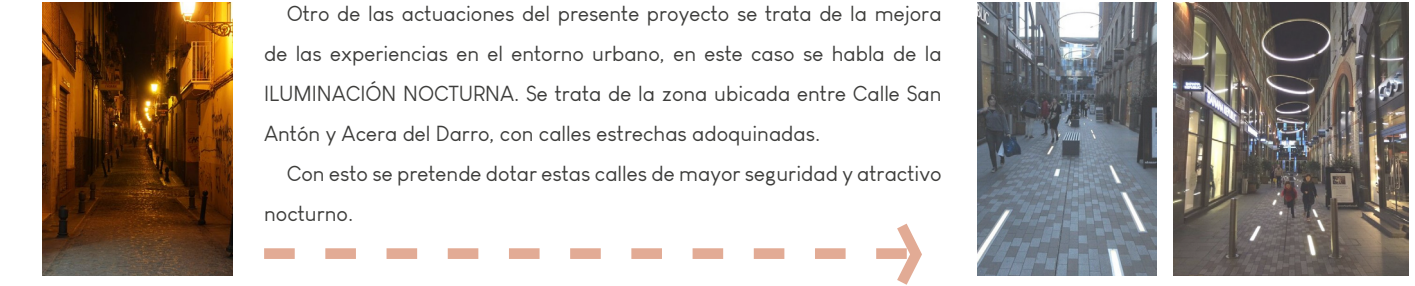 Otro de las actuaciones del presente proyecto se trata de la mejora
de las experiencias en el entorno urbano, en este caso se habla de la
ILUMINACIÓN NOCTURNA. Se trata de la zona ubicada entre Calle San
Antón y Acera del Darro, con calles estrechas adoquinadas.
Con esto se pretende dotar estas calles de mayor seguridad y atractivo
nocturno.